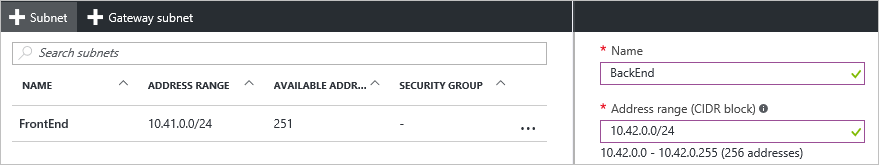 + Subnet + Gateway subnet
Search subnets
NAME ADDRESS RANGE AVAILABLE ADDR... SECURITY GROUP
FrontEnd 10.41.0.0/24 251 - ...
* Name
BackEnd
* Address range (CIDR block)
10.42.0.0/24
10.42.0.0 - 10.42.0.255 (256 addresses)